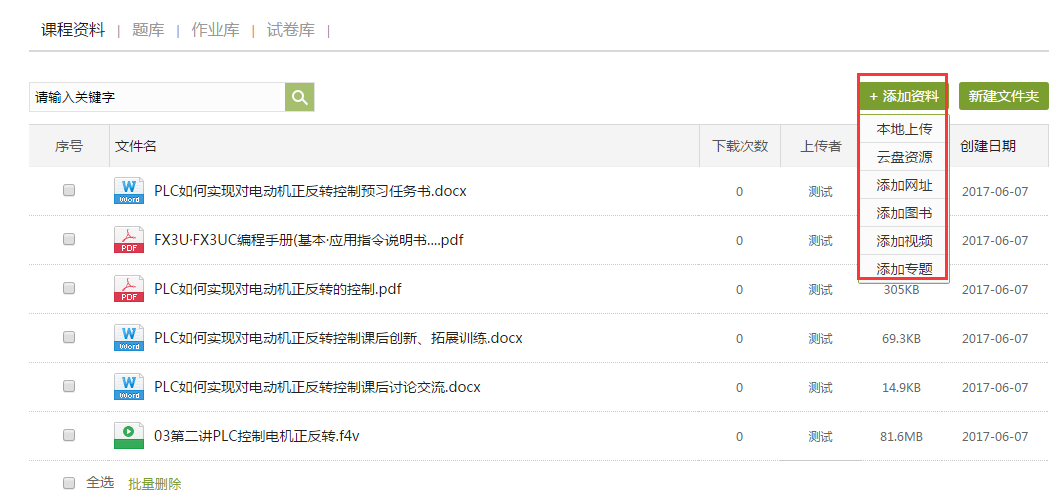 课程资料 | 题库 | 作业库 | 试卷库 |
请输入关键字
+ 添加资料 新建文件夹
序号 文件名 下载次数 上传者 创建日期
本地上传
云盘资源
添加网址
添加图书
添加视频
添加专题
Word PLC如何实现对电动机正反转控制预习任务书.docx 0 测试 2017-06-07
PDF FX3U·FX3UC编程手册(基本·应用指令说明书....pdf 0 测试 2017-06-07
PDF PLC如何实现对电动机正反转的控制.pdf 0 测试 305KB 2017-06-07
Word PLC如何实现对电动机正反转控制课后创新、拓展训练.docx 0 测试 69.3KB 2017-06-07
Word PLC如何实现对电动机正反转控制课后讨论交流.docx 0 测试 14.9KB 2017-06-07
03第二讲PLC控制电机正反转.f4v 0 测试 81.6MB 2017-06-07
全选 批量删除